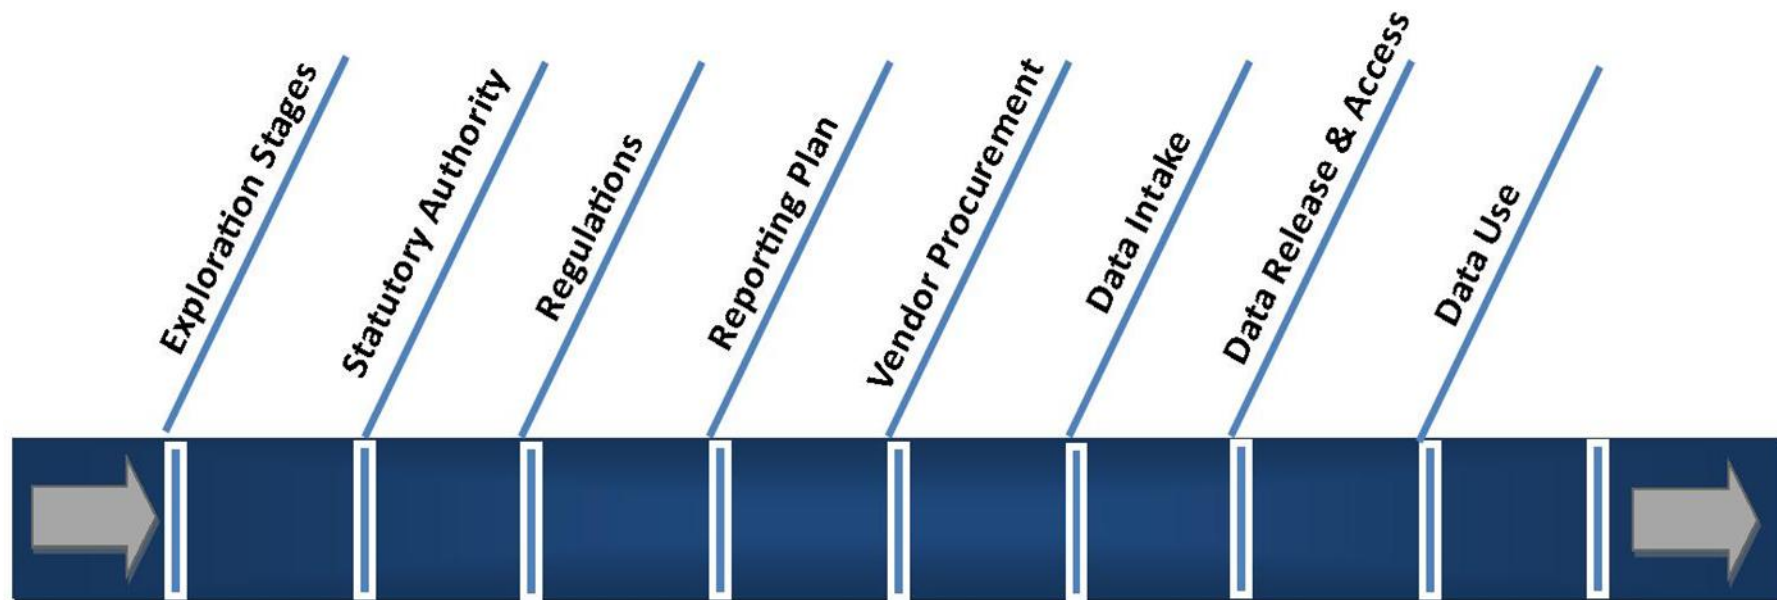 Exploration Stages
Statutory Authority
Regulations
Reporting Plan
Vendor Procurement
Data Intake
Data Release & Access
Data Use